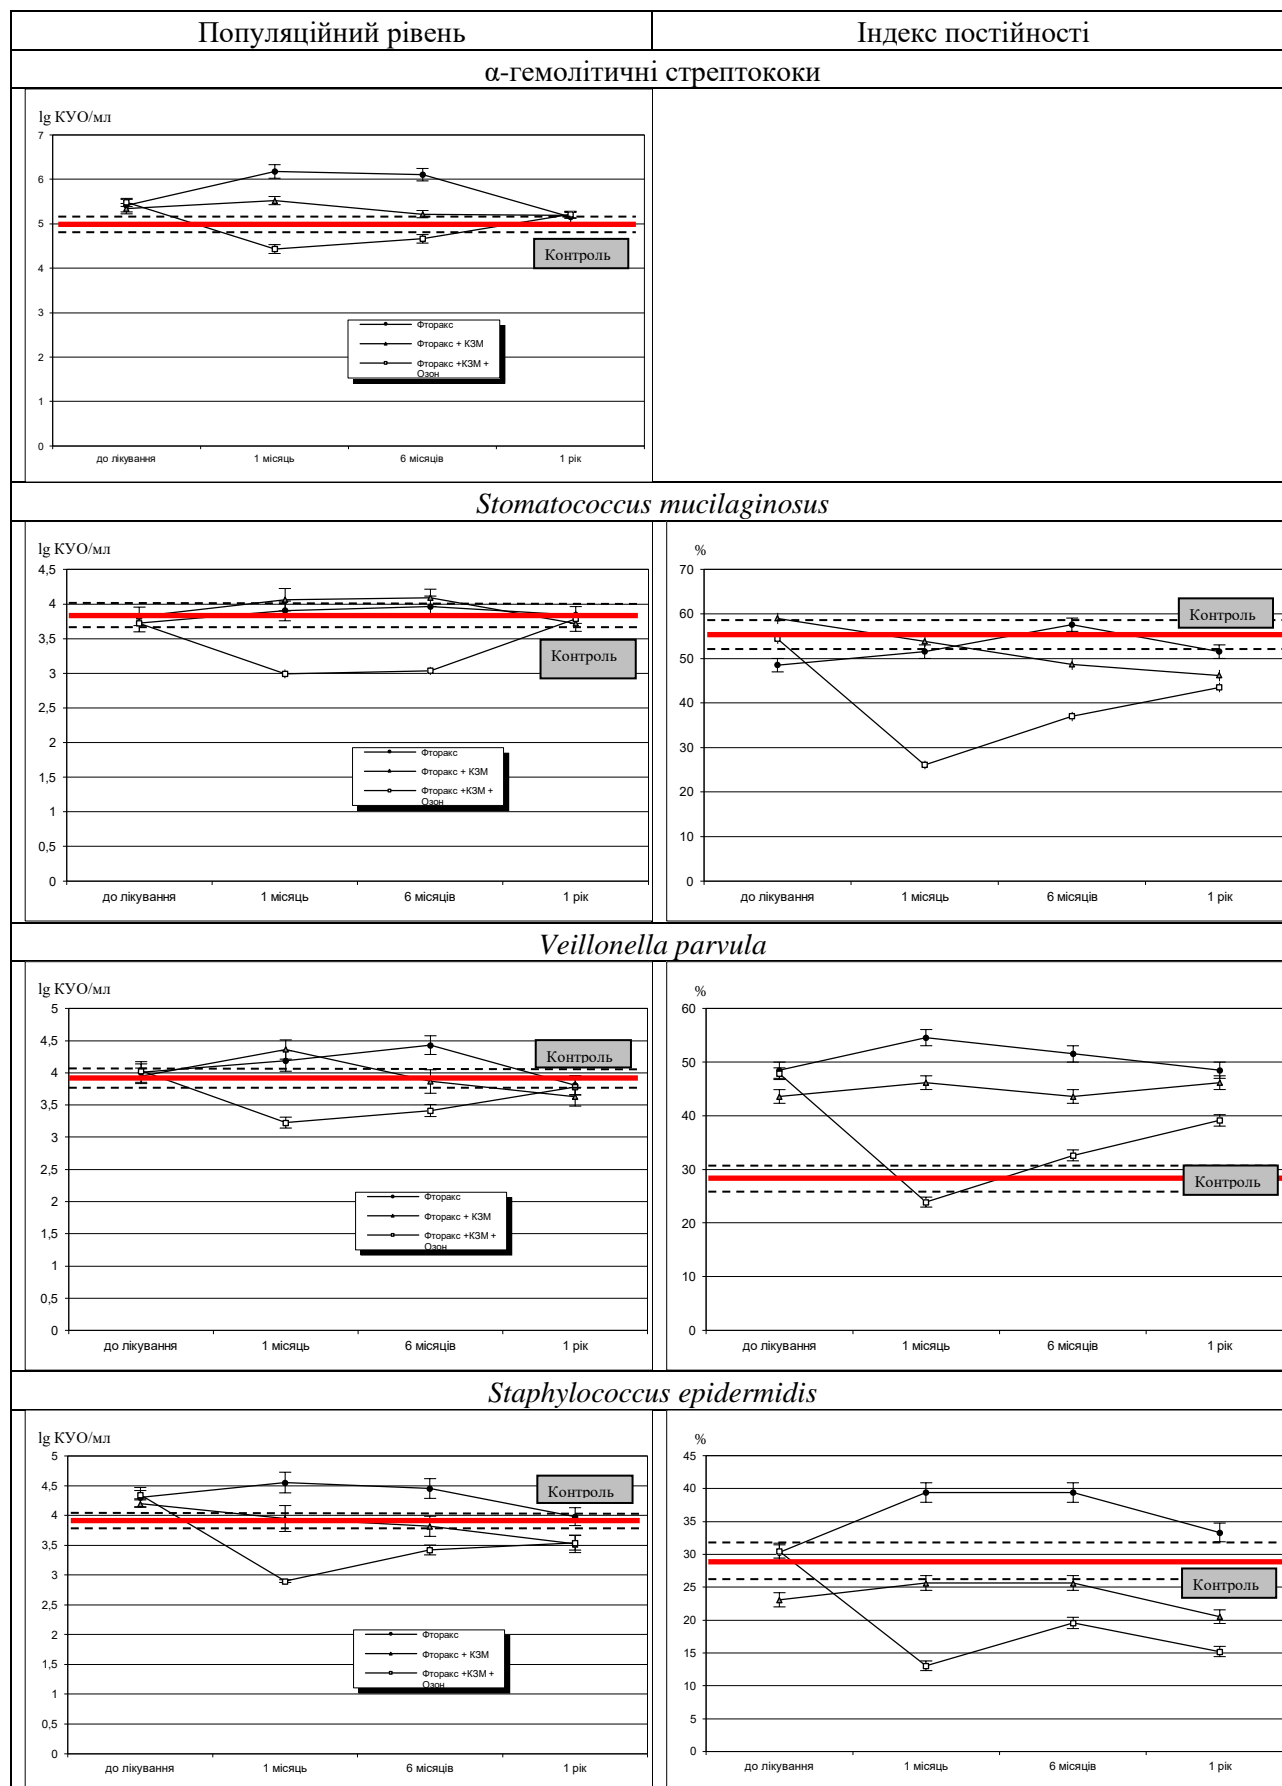 Популяційний рівень
Індекс постійності
α-гемолітичні стрептококи
lg КУО/мл
7
6
5
4
3
2
1
0
Контроль
Фторакс
Фторакс + КЗМ
Фторакс +КЗМ +
Озон
до лікування
1 місяць
6 місяців
1 рік
Stomatococcus mucilaginosus
lg КУО/мл
4,5
4
3,5
3
2,5
2
1,5
1
0,5
0
Контроль
Фторакс
Фторакс + КЗМ
Фторакс +КЗМ +
Озон
до лікування
1 місяць
6 місяців
1 рік
%
70
60
50
40
30
20
10
0
Контроль
до лікування
1 місяць
6 місяців
1 рік
Veillonella parvula
lg КУО/мл
5
4,5
4
3,5
3
2,5
2
1,5
1
0,5
0
Контроль
Фторакс
Фторакс + КЗМ
Фторакс +КЗМ +
Озон
до лікування
1 місяць
6 місяців
1 рік
%
60
50
40
30
20
10
0
Контроль
до лікування
1 місяць
6 місяців
1 рік
Staphylococcus epidermidis
lg КУО/мл
5
4,5
4
3,5
3
2,5
2
1,5
1
0,5
0
Контроль
Фторакс
Фторакс + КЗМ
Фторакс +КЗМ +
Озон
до лікування
1 місяць
6 місяців
1 рік
%
45
40
35
30
25
20
15
10
5
0
Контроль
до лікування
1 місяць
6 місяців
1 рік